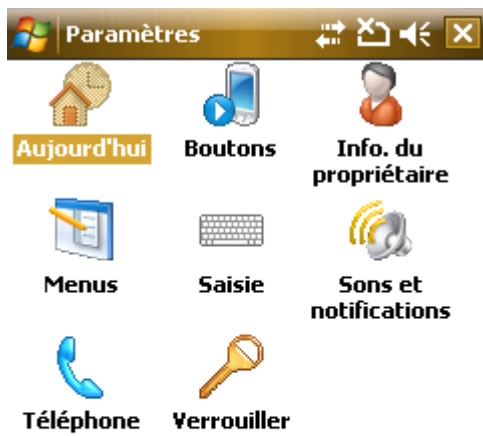 Paramètres
Aujourd'hui
Boutons
Info. du
propriétaire
Menus
Saisie
Sons et
notifications
Téléphone
Verrouiller